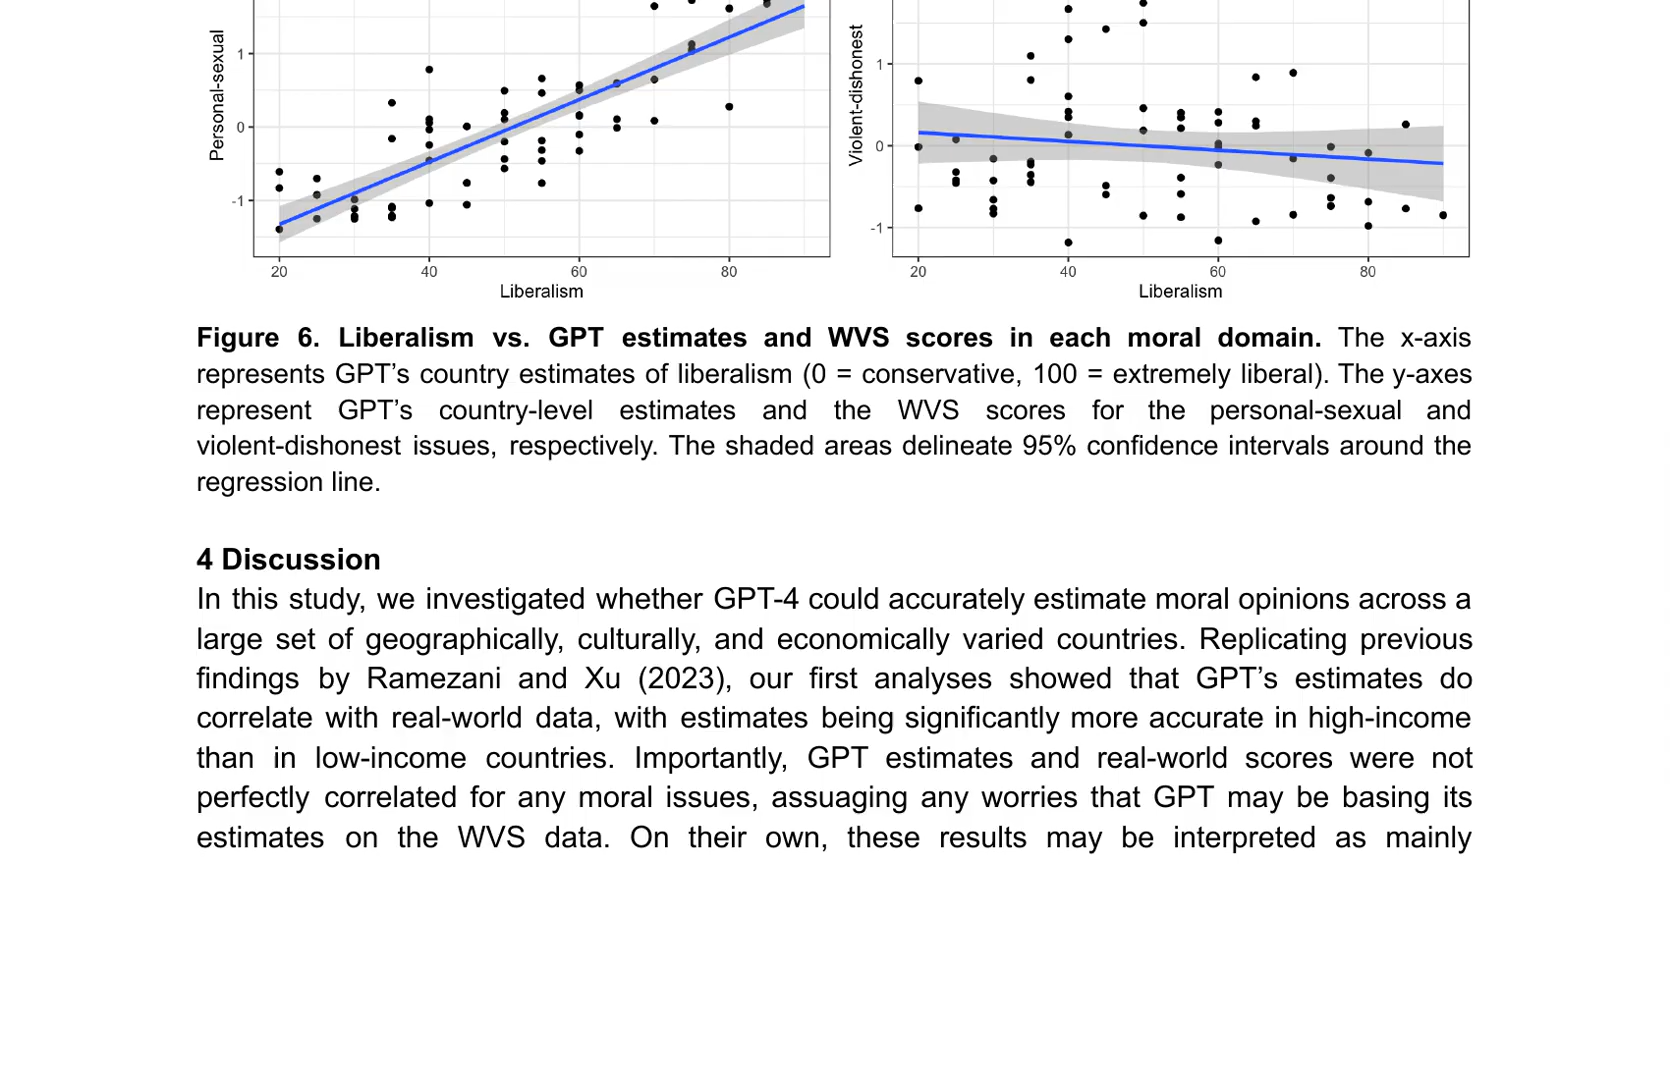 Personal-sexual
1
0
-1
20 40 60 80
Liberalism
Violent-dishonest
1
0
-1
20 40 60 80
Liberalism
Figure 6. Liberalism vs. GPT estimates and WVS scores in each moral domain. The x-axis
represents GPT’s country estimates of liberalism (0 = conservative, 100 = extremely liberal). The y-axes
represent GPT’s country-level estimates and the WVS scores for the personal-sexual and
violent-dishonest issues, respectively. The shaded areas delineate 95% confidence intervals around the
regression line.
4 Discussion
In this study, we investigated whether GPT-4 could accurately estimate moral opinions across a
large set of geographically, culturally, and economically varied countries. Replicating previous
findings by Ramezani and Xu (2023), our first analyses showed that GPT’s estimates do
correlate with real-world data, with estimates being significantly more accurate in high-income
than in low-income countries. Importantly, GPT estimates and real-world scores were not
perfectly correlated for any moral issues, assuaging any worries that GPT may be basing its
estimates on the WVS data. On their own, these results may be interpreted as mainly